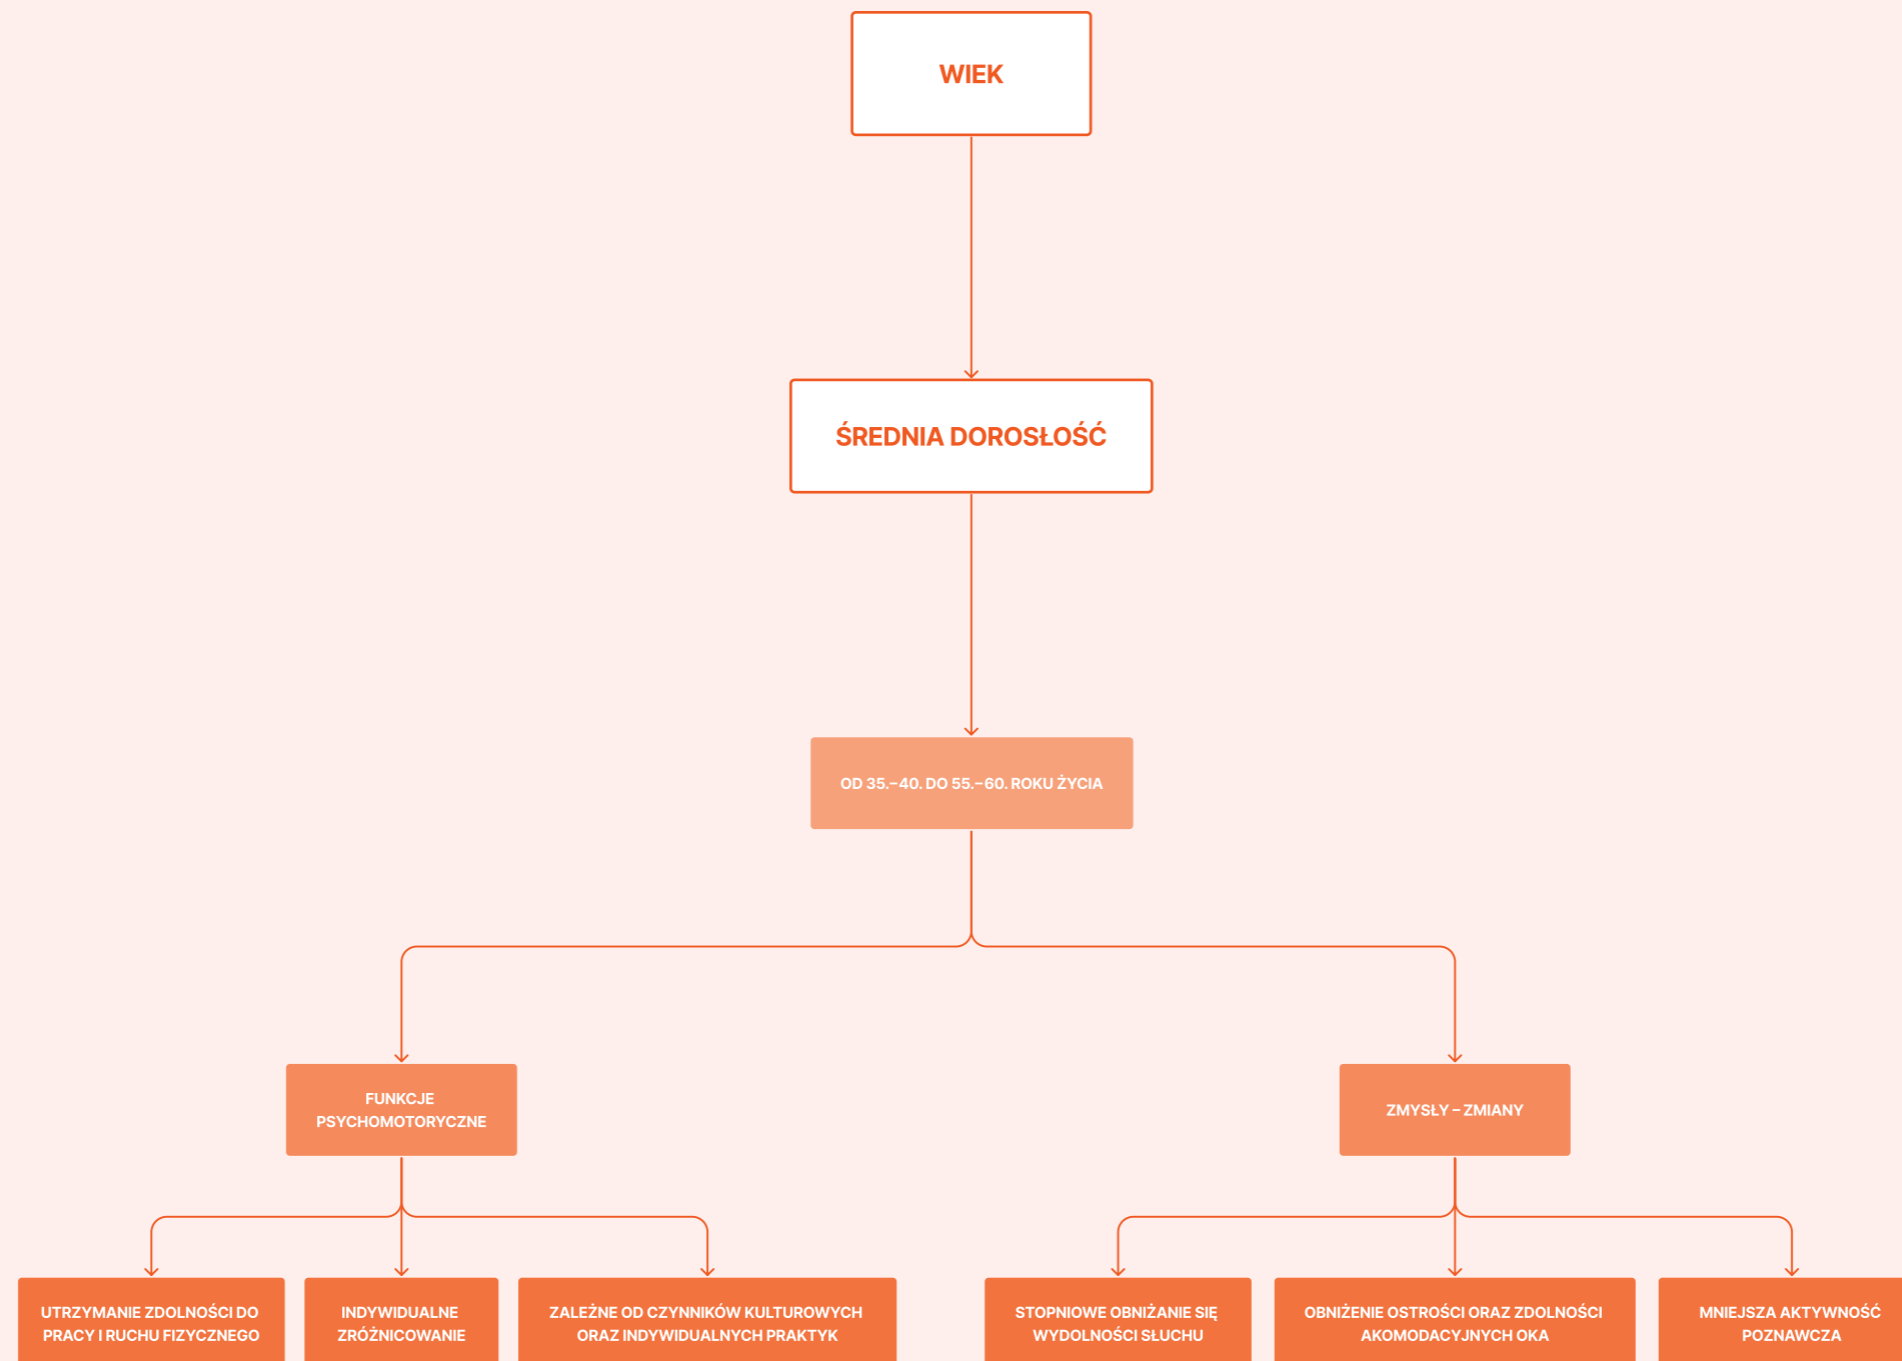 WIEK
ŚREDNIA DOROSŁOŚĆ
OD 35.–40. DO 55.–60. ROKU ŻYCIA
FUNKCJE
PSYCHOMOTORYCZNE
ZMYSŁY – ZMIANY
UTRZYMANIE ZDOLNOŚCI DO
PRACY I RUCHU FIZYCZNEGO
INDYWIDUALNE
ZRÓŻNICOWANIE
ZALEŻNE OD CZYNNIKÓW KULTUROWYCH
ORAZ INDYWIDUALNYCH PRAKTYK
STOPNIOWE OBNIŻANIE SIĘ
WYDOLNOŚCI SŁUCHU
OBNIŻENIE OSTROŚCI ORAZ ZDOLNOŚCI
AKOMODACYJNYCH OKA
MNIEJSZA AKTYWNOŚĆ
POZNAWCZA